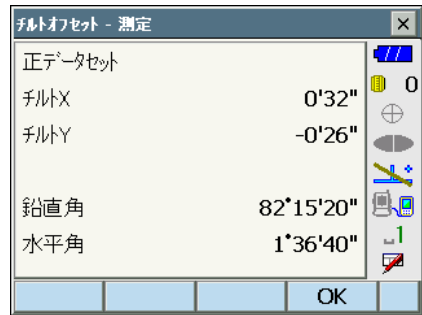 ﾁﾙﾄｵﾌｾｯﾄ - 測定
正ﾃﾞｰﾀｾｯﾄ
ﾁﾙﾄX 0'32"
ﾁﾙﾄY -0'26"
鉛直角 82°15'20"
水平角 1°36'40"
0
1
OK